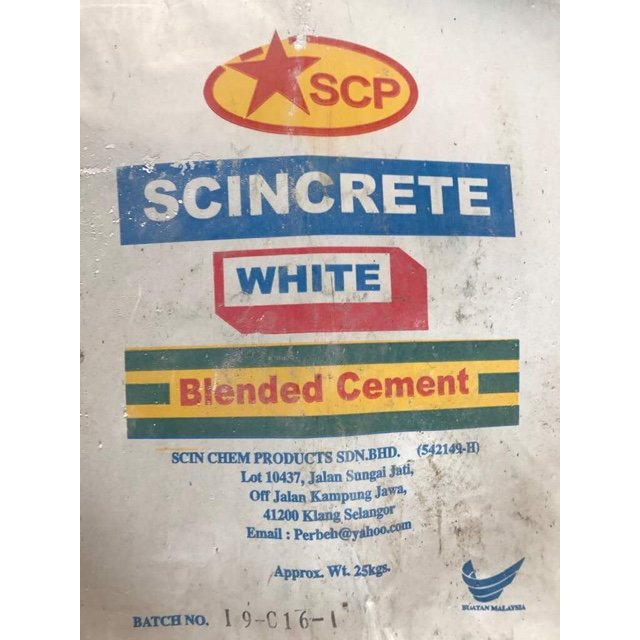 SCP
SCINCRETE
WHITE
Blended Cement
SCIN CHEM PRODUCTS SDN.BHD. (542149-H)
Lot 10437, Jalan Sungai Jati,
Off Jalan Kampung Jawa,
41200 Klang Selangor
Email : Perbeh@yahoo.com
Approx. Wt. 25kgs.
BUATAN MALAYSIA
BATCH NO. 19-C16-1